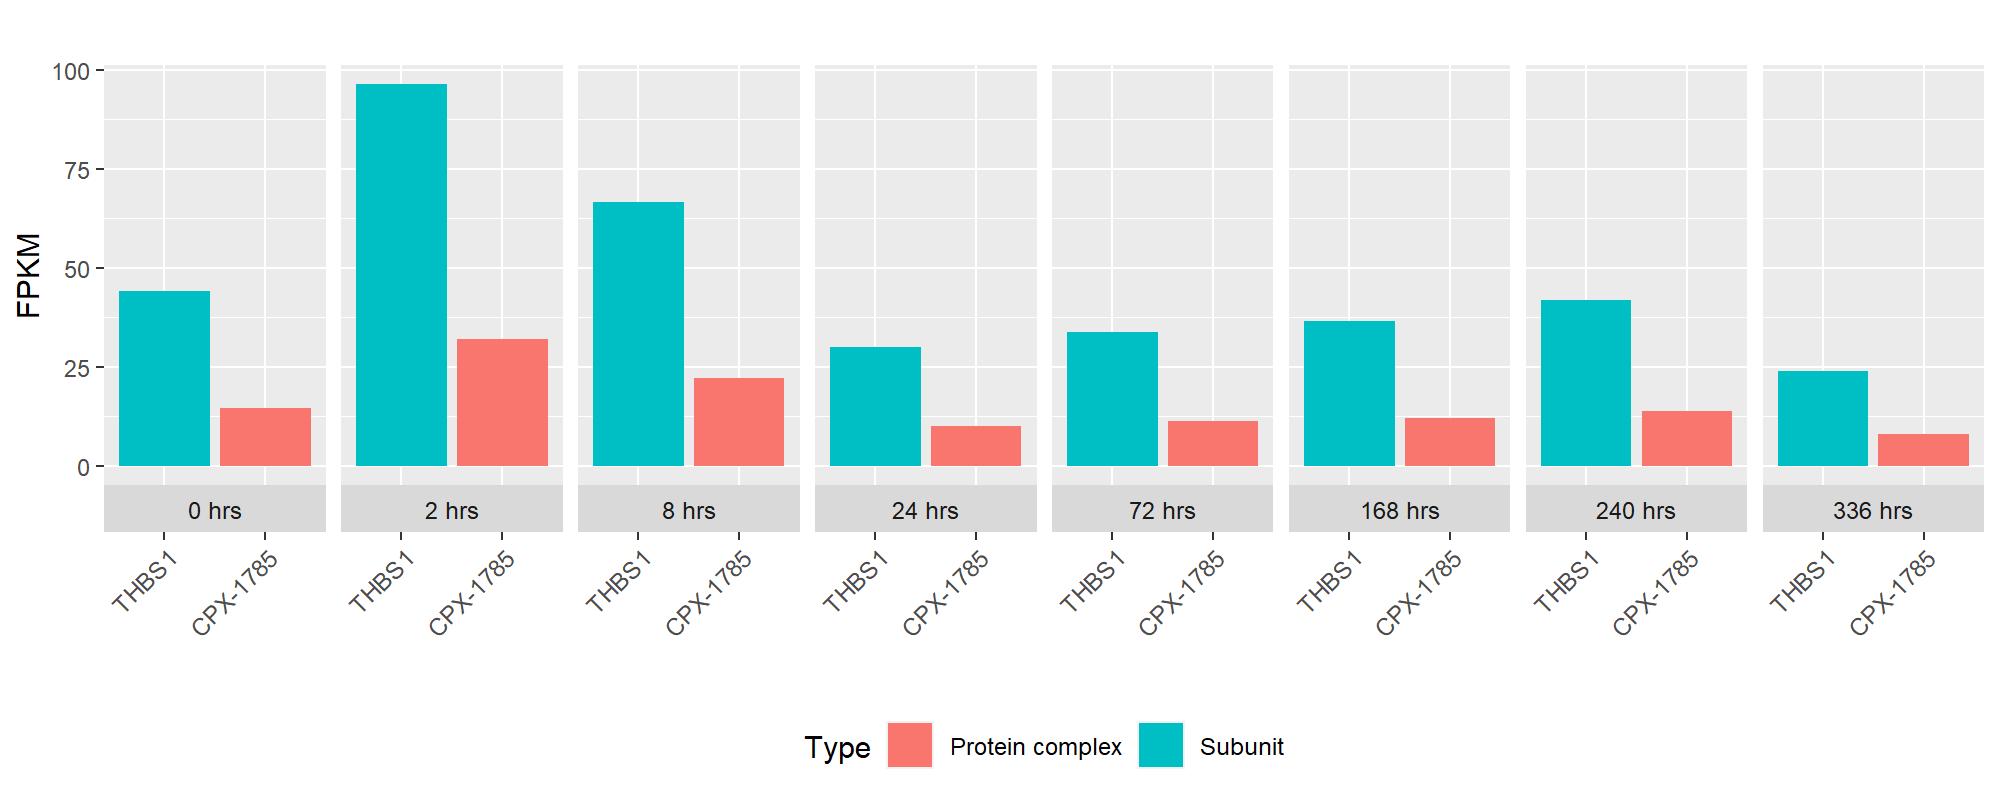 100
75
50
25
0
FPKM
0 hrs 2 hrs 8 hrs 24 hrs 72 hrs 168 hrs 240 hrs 336 hrs
THBS1 CPX-1785 THBS1 CPX-1785 THBS1 CPX-1785 THBS1 CPX-1785 THBS1 CPX-1785 THBS1 CPX-1785 THBS1 CPX-1785 THBS1 CPX-1785
Type Protein complex Subunit